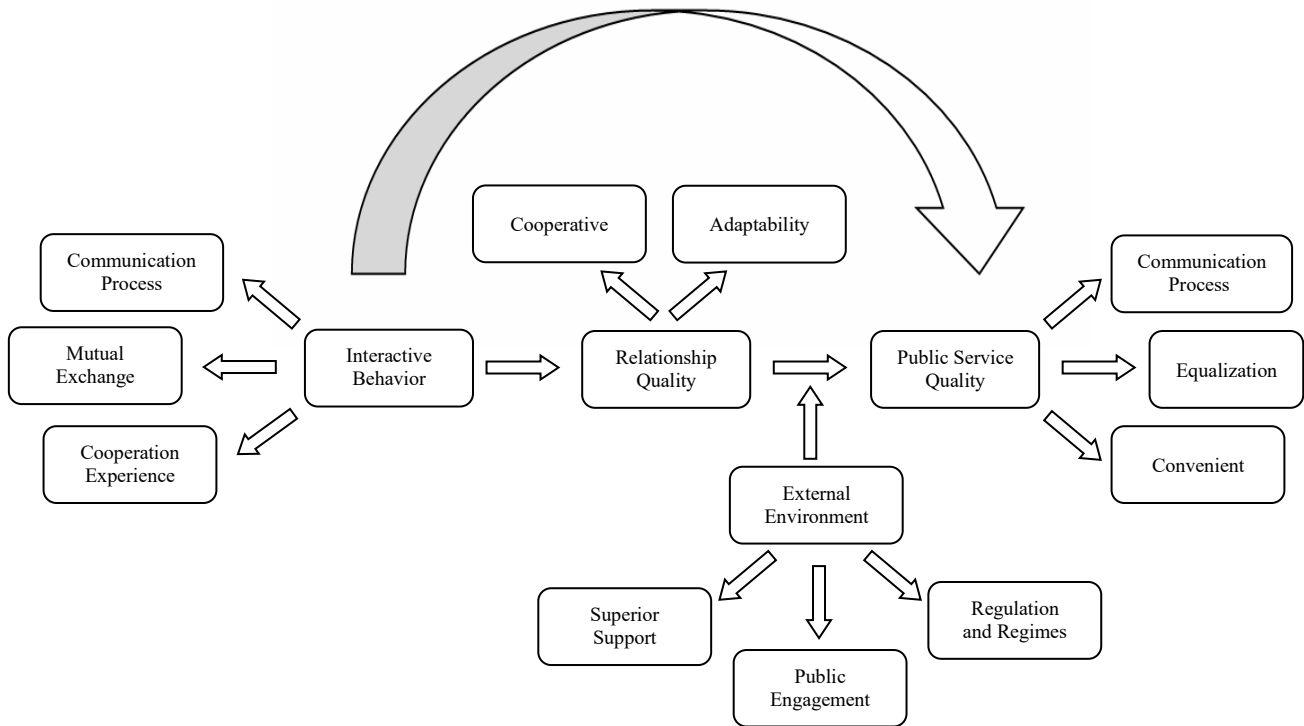 Cooperative
Adaptability
Communication
Process
Communication
Process
Mutual
Exchange
Interactive
Behavior
Relationship
Quality
Public Service
Quality
Equalization
Cooperation
Experience
Convenient
External
Environment
Superior
Support
Regulation
and Regimes
Public
Engagement